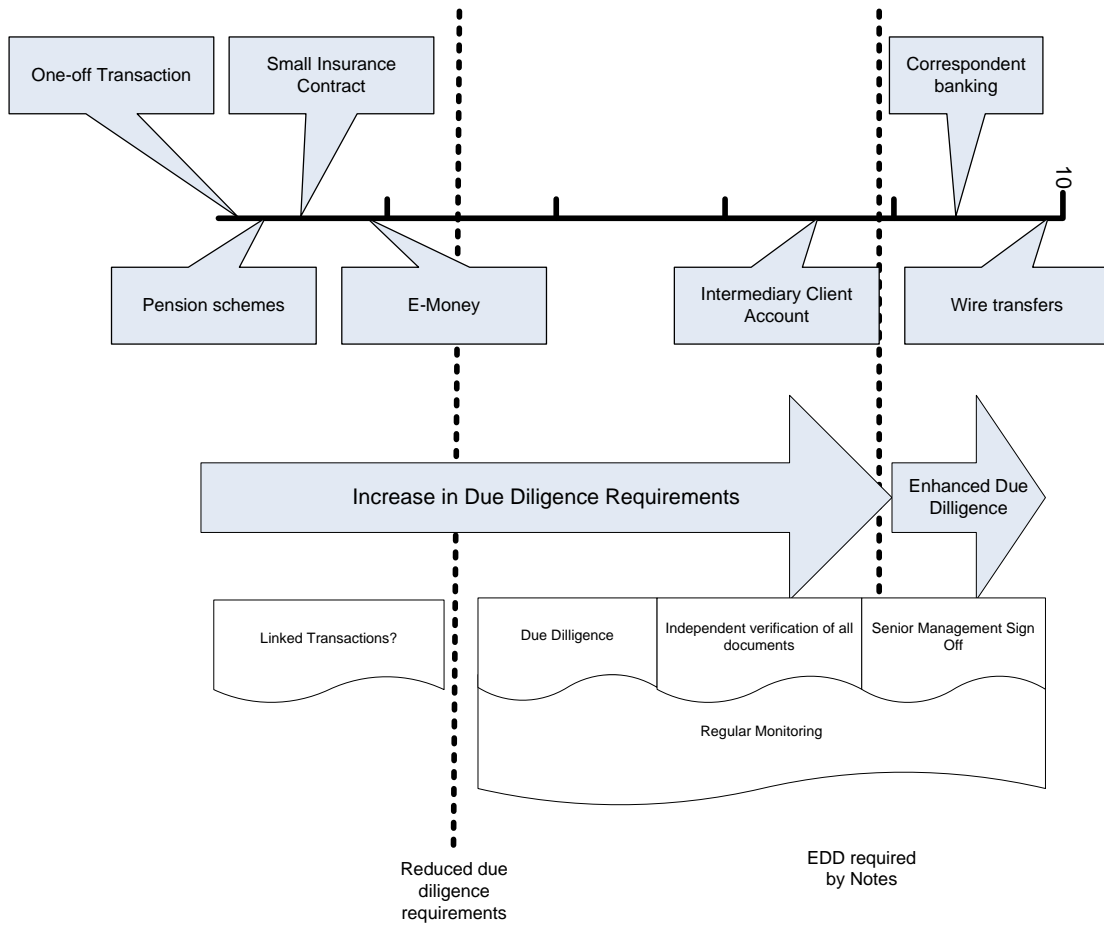 One-off Transaction
Small Insurance
Contract
Correspondent
banking
10
Pension schemes
E-Money
Intermediary Client
Account
Wire transfers
Increase in Due Diligence Requirements
Enhanced Due
Dilligence
Linked Transactions?
Due Dilligence
Independent verification of all
documents
Senior Management Sign
Off
Regular Monitoring
Reduced due
diligence
requirements
EDD required
by Notes